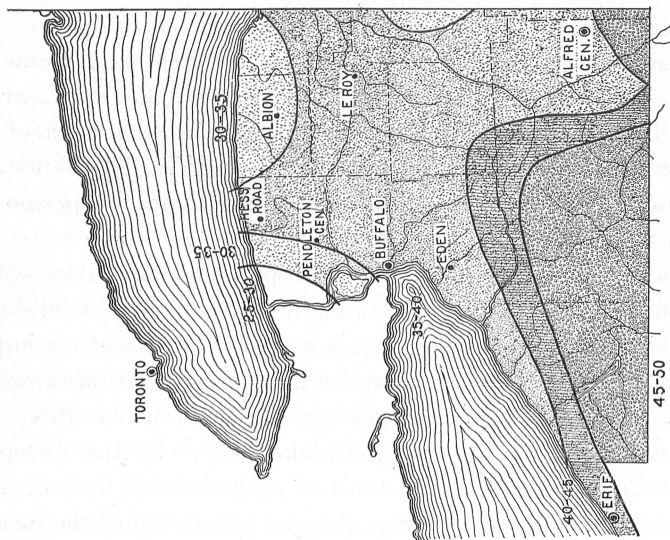 TORONTO
30-35
ALBION
LE ROY
HESS
ROAD
30-35
25-30
PENDLETON
CEN.
BUFFALO
EDEN
35-40
ALFRED
CEN.
40-45
ERIE
45-50